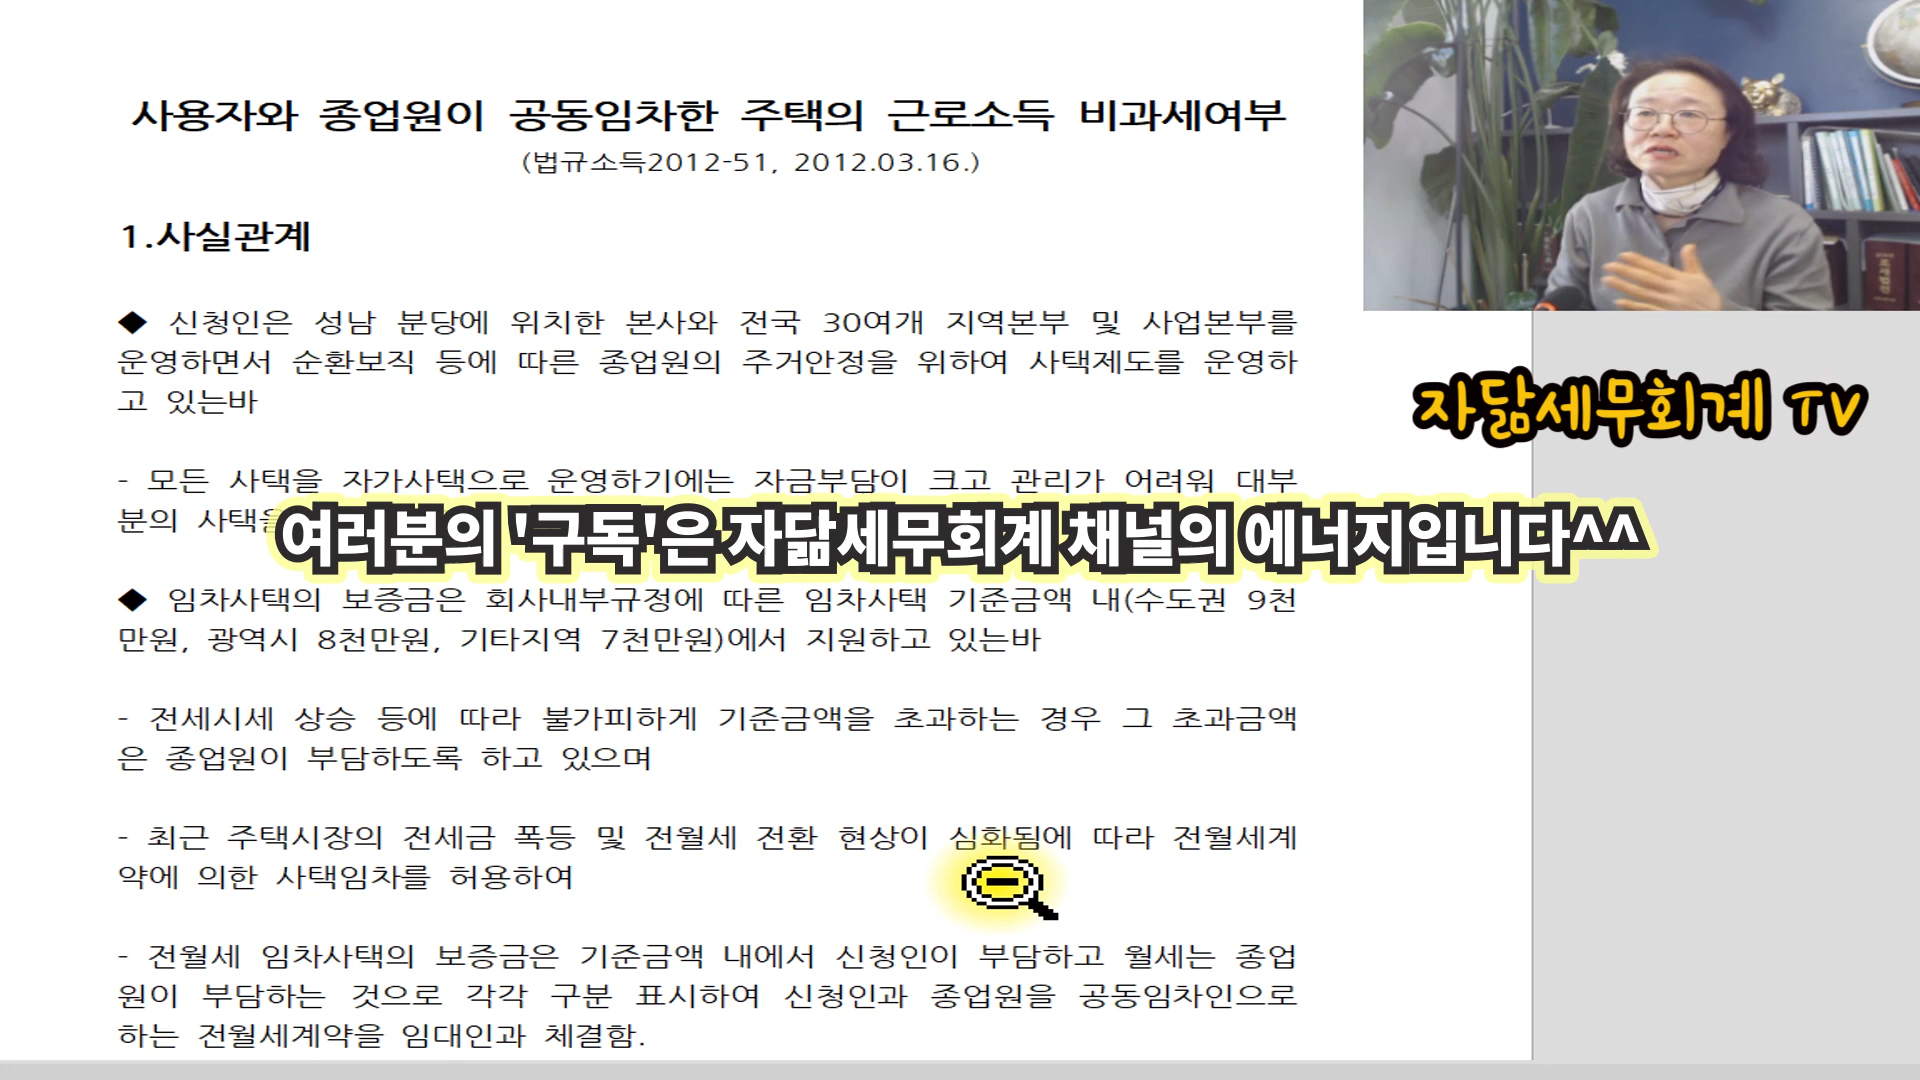 사용자와 종업원이 공동임차한 주택의 근로소득 비과세여부
(법규소득2012-51, 2012.03.16.)
1.사실관계
◆ 신청인은 성남 분당에 위치한 본사와 전국 30여개 지역본부 및 사업본부를
운영하면서 순환보직 등에 따른 종업원의 주거안정을 위하여 사택제도를 운영하
고 있는바
자닮세무회계 TV
- 모든 사택을 자가사택으로 운영하기에는 자금부담이 크고 관리가 어려워 대부
분의 사택을
여러분의 '구독'은 자닮세무회계 채널의 에너지입니다^^
◆ 임차사택의 보증금은 회사내부규정에 따른 임차사택 기준금액 내(수도권 9천
만원, 광역시 8천만원, 기타지역 7천만원)에서 지원하고 있는바
- 전세시세 상승 등에 따라 불가피하게 기준금액을 초과하는 경우 그 초과금액
은 종업원이 부담하도록 하고 있으며
- 최근 주택시장의 전세금 폭등 및 전월세 전환 현상이 심화됨에 따라 전월세계
약에 의한 사택임차를 허용하여
- 전월세 임차사택의 보증금은 기준금액 내에서 신청인이 부담하고 월세는 종업
원이 부담하는 것으로 각각 구분 표시하여 신청인과 종업원을 공동임차인으로
하는 전월세계약을 임대인과 체결함.